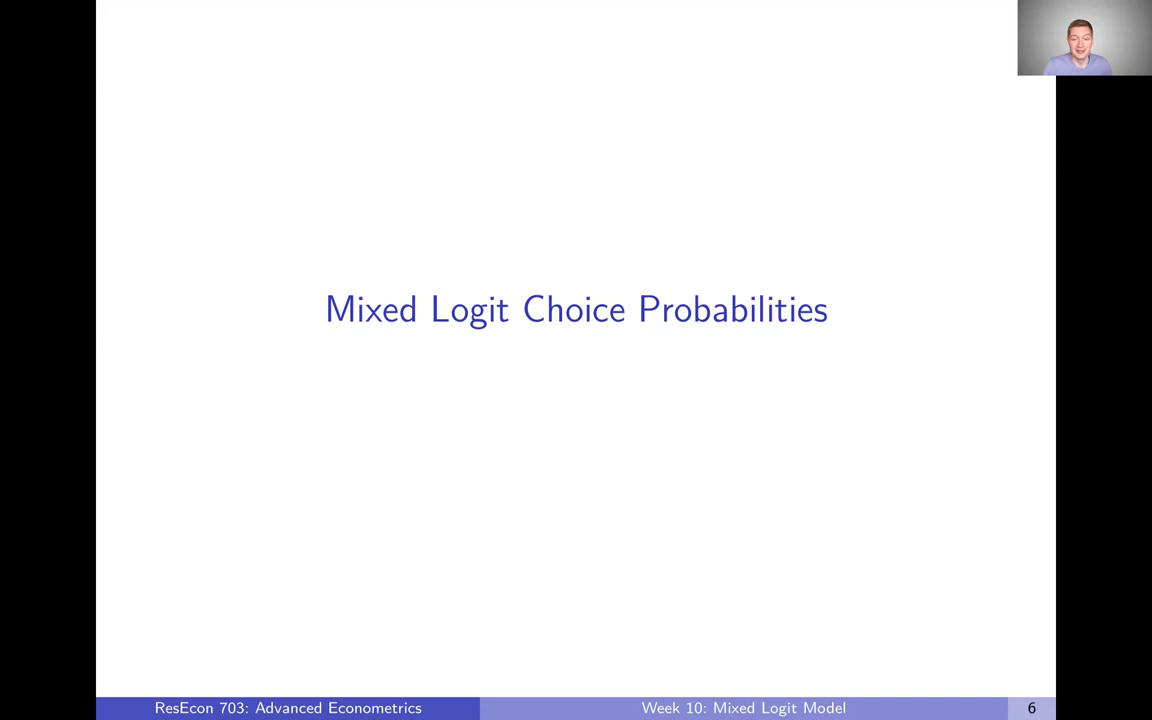 Mixed Logit Choice Probabilities
ResEcon 703: Advanced Econometrics
Week 10: Mixed Logit Model
6